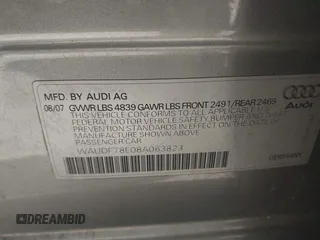 MFD. BY AUDI AG
08/07 GVWR LBS 4839 GAWR LBS FRONT 2491/REAR 2469
THIS VEHICLE CONFORMS TO ALL APPLICABLE U.S.
FEDERAL MOTOR VEHICLE SAFETY, BUMPER AND THEFT
PREVENTION STANDARDS IN EFFECT ON THE DATE OF
MANUFACTURE SHOWN ABOVE
PASSENGER CAR
WAUDF78E08A063823
GERMANY
Audi
DREAMBID